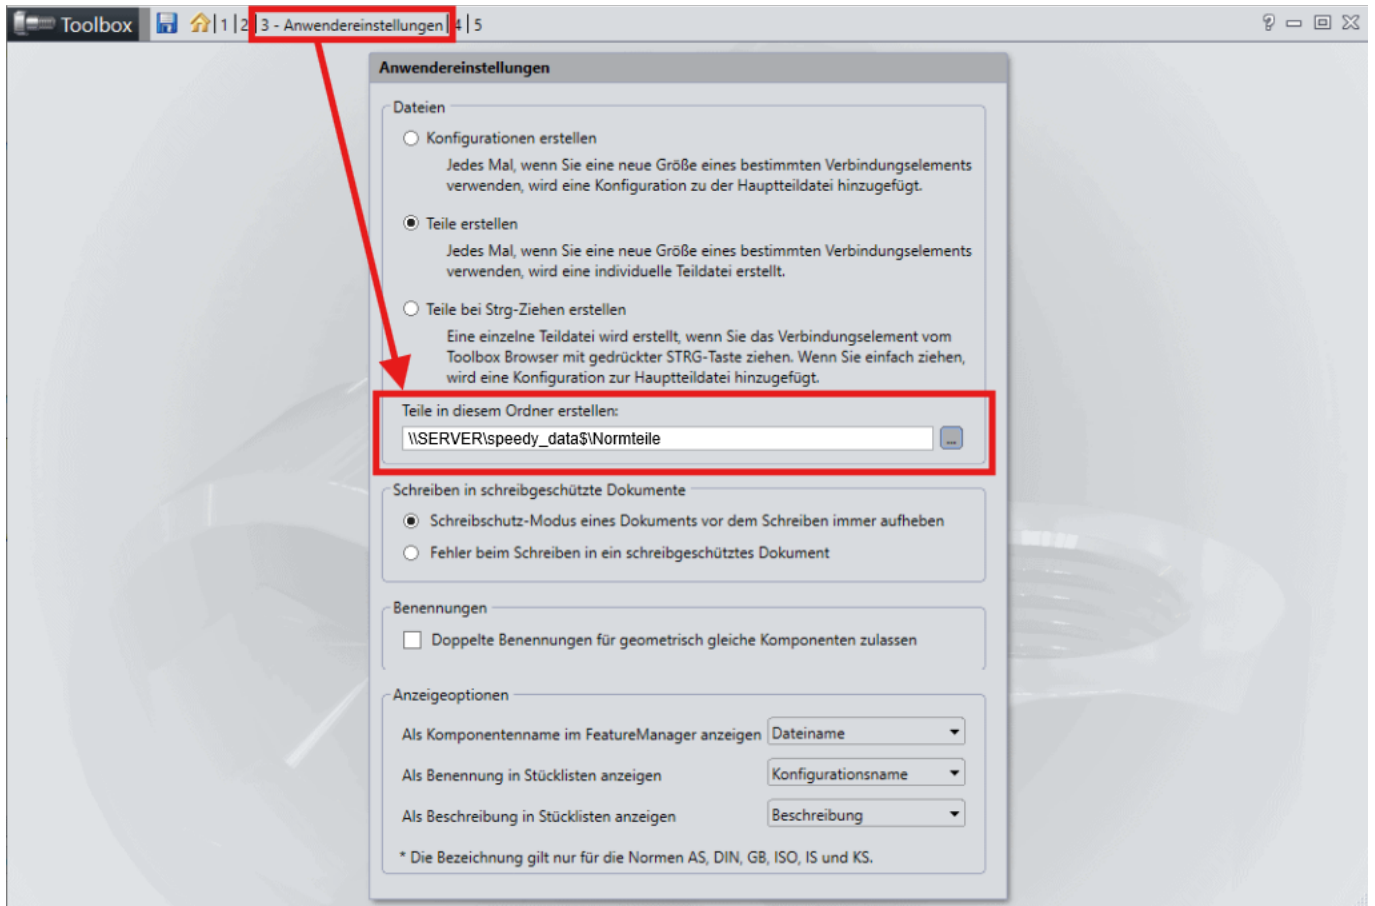 Toolbox |1|2|3 - Anwendereinstellungen|4|5
Anwendereinstellungen
Dateien
Konfigurationen erstellen
Jedes Mal, wenn Sie eine neue Größe eines bestimmten Verbindungselements
verwenden, wird eine Konfiguration zu der Hauptteildatei hinzugefügt.
Teile erstellen
Jedes Mal, wenn Sie eine neue Größe eines bestimmten Verbindungselements
verwenden, wird eine individuelle Teildatei erstellt.
Teile bei Strg-Ziehen erstellen
Eine einzelne Teildatei wird erstellt, wenn Sie das Verbindungselement vom
Toolbox Browser mit gedrückter STRG-Taste ziehen. Wenn Sie einfach ziehen,
wird eine Konfiguration zur Hauptteildatei hinzugefügt.
Teile in diesem Ordner erstellen:
\\SERVER\speedy_data$\Normteile ...
Schreiben in schreibgeschützte Dokumente
Schreibschutz-Modus eines Dokuments vor dem Schreiben immer aufheben
Fehler beim Schreiben in ein schreibgeschütztes Dokument
Benennungen
Doppelte Benennungen für geometrisch gleiche Komponenten zulassen
Anzeigeoptionen
Als Komponentenname im FeatureManager anzeigen Dateiname
Als Benennung in Stücklisten anzeigen Konfigurationsname
Als Beschreibung in Stücklisten anzeigen Beschreibung
* Die Bezeichnung gilt nur für die Normen AS, DIN, GB, ISO, IS und KS.